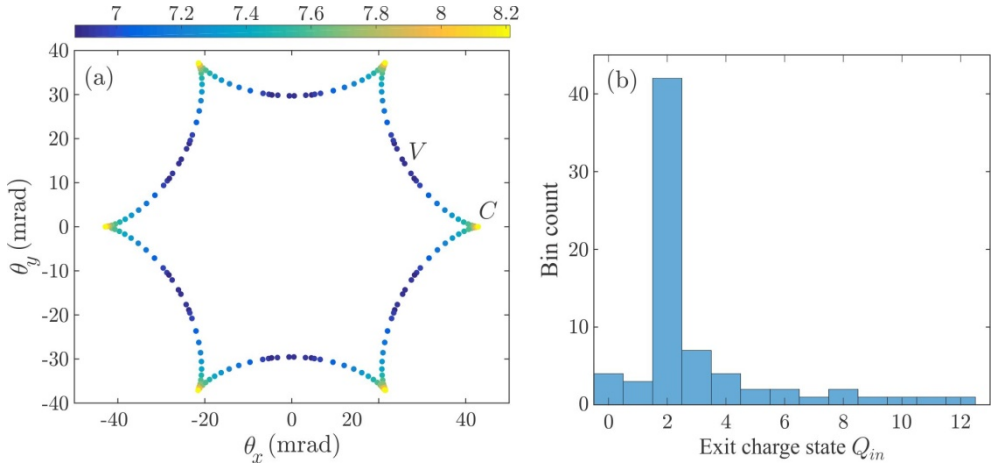 7 7.2 7.4 7.6 7.8 8 8.2
(a)
40
30
20
10
0
-10
-20
-30
-40
θy (mrad)
V
C
-40 -20 0 20 40
θx (mrad)
(b)
40
30
20
10
0
Bin count
0 2 4 6 8 10 12
Exit charge state Qin